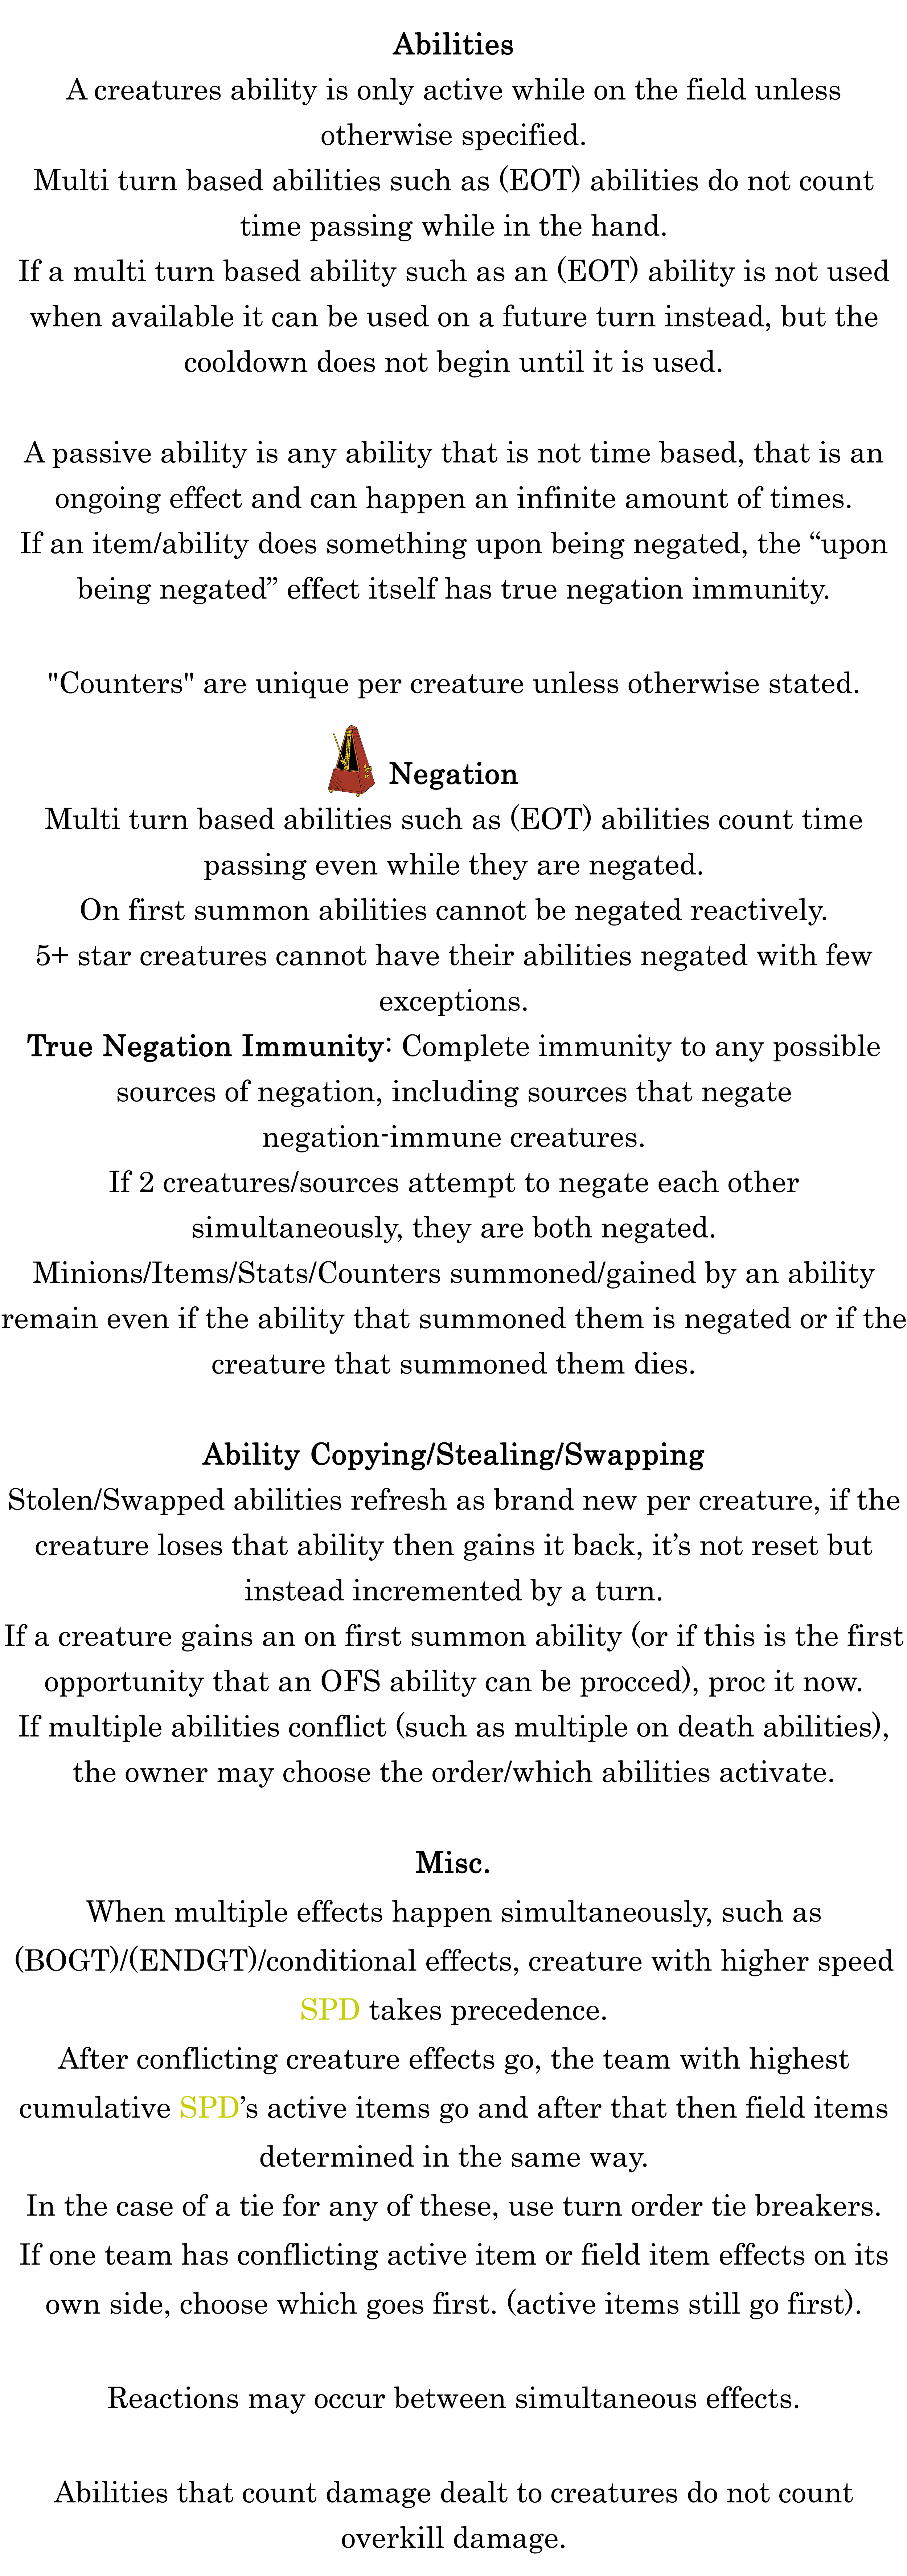 Abilities
A creatures ability is only active while on the field unless
otherwise specified.
Multi turn based abilities such as (EOT) abilities do not count
time passing while in the hand.
If a multi turn based ability such as an (EOT) ability is not used
when available it can be used on a future turn instead, but the
cooldown does not begin until it is used.
A passive ability is any ability that is not time based, that is an
ongoing effect and can happen an infinite amount of times.
If an item/ability does something upon being negated, the “upon
being negated” effect itself has true negation immunity.
"Counters" are unique per creature unless otherwise stated.
Negation
Multi turn based abilities such as (EOT) abilities count time
passing even while they are negated.
On first summon abilities cannot be negated reactively.
5+ star creatures cannot have their abilities negated with few
exceptions.
True Negation Immunity: Complete immunity to any possible
sources of negation, including sources that negate
negation-immune creatures.
If 2 creatures/sources attempt to negate each other
simultaneously, they are both negated.
Minions/Items/Stats/Counters summoned/gained by an ability
remain even if the ability that summoned them is negated or if the
creature that summoned them dies.
Ability Copying/Stealing/Swapping
Stolen/Swapped abilities refresh as brand new per creature, if the
creature loses that ability then gains it back, it’s not reset but
instead incremented by a turn.
If a creature gains an on first summon ability (or if this is the first
opportunity that an OFS ability can be procced), proc it now.
If multiple abilities conflict (such as multiple on death abilities),
the owner may choose the order/which abilities activate.
Misc.
When multiple effects happen simultaneously, such as
(BOGT)/(ENDGT)/conditional effects, creature with higher speed
SPD takes precedence.
After conflicting creature effects go, the team with highest
cumulative SPD’s active items go and after that then field items
determined in the same way.
In the case of a tie for any of these, use turn order tie breakers.
If one team has conflicting active item or field item effects on its
own side, choose which goes first. (active items still go first).
Reactions may occur between simultaneous effects.
Abilities that count damage dealt to creatures do not count
overkill damage.